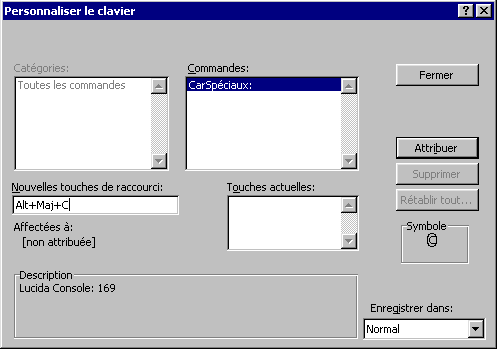 Personnaliser le clavier
Catégories:
Toutes les commandes
Commandes:
CarSpéciaux:
Fermer
Attribuer
Supprimer
Rétablir tout...
Nouvelles touches de raccourci:
Alt+Maj+C
Touches actuelles:
Affectées à:
[non attribuée]
Symbole
©
Description
Lucida Console: 169
Enregistrer dans:
Normal